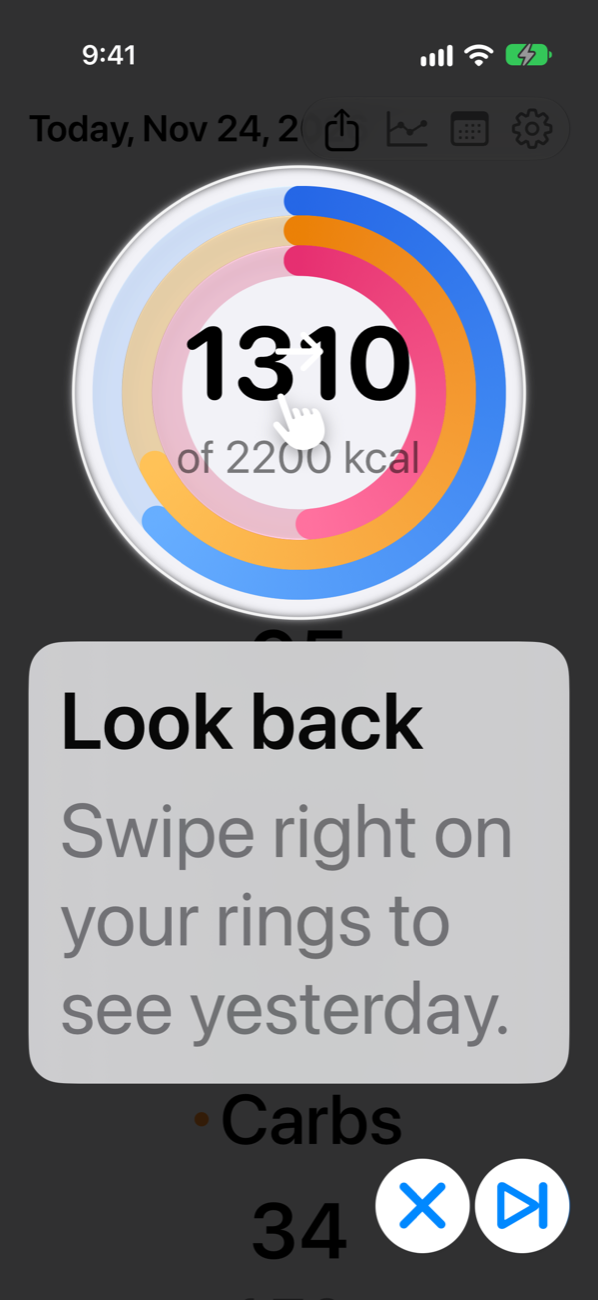 9:41
Today, Nov 24, 2
1310
of 2200 kcal
Look back
Swipe right on
your rings to
see yesterday.
Carbs
34